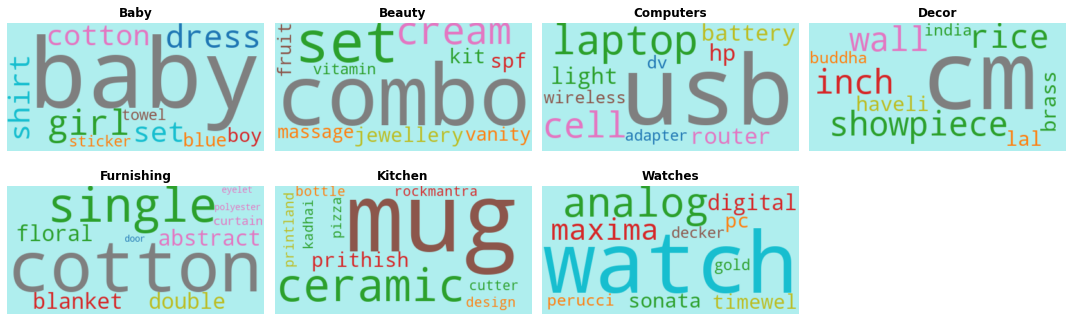 Baby
cotton dress
baby
shirt
girl towel
set
sticker blue boy
Beauty
fruit set cream
vitamin kit spf
combo
massage jewellery vanity
Computers
laptop battery
dv hp
light usb
wireless
cell adapter router
Decor
wall india rice
buddha
inch cm
haveli brass
showpiece
lal
Furnishing
single eyelet
polyester
floral curtain
door abstract
cotton
blanket double
Kitchen
bottle rockmantra
printland kadhai pizza mug
prithish
ceramic cutter
design
Watches
analog digital
maxima decker pc
watch
gold
perucci sonata timewel